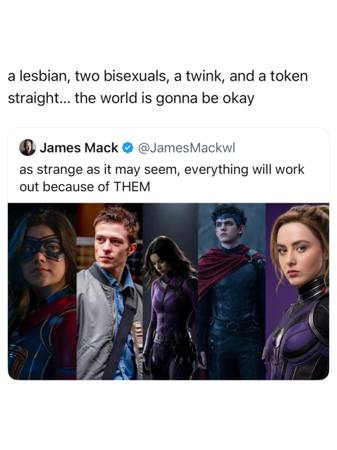 a lesbian, two bisexuals, a twink, and a token
straight... the world is gonna be okay
James Mack @JamesMackwl
as strange as it may seem, everything will work
out because of THEM